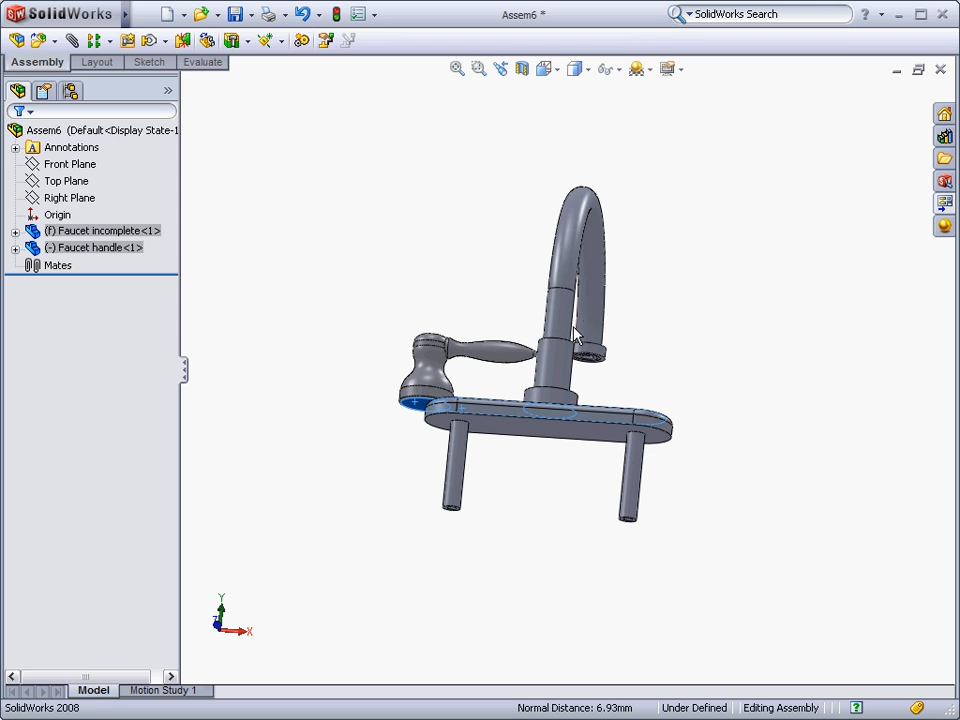 SolidWorks
Assem6 *
SolidWorks Search
?
Assembly
Layout
Sketch
Evaluate
»
Assem6 (Default<Display State-1
Annotations
Front Plane
Top Plane
Right Plane
Origin
(f) Faucet incomplete<1>
(-) Faucet handle<1>
Mates
Y
X
Model
Motion Study 1
SolidWorks 2008
Normal Distance: 6.93mm
Under Defined
Editing Assembly
?